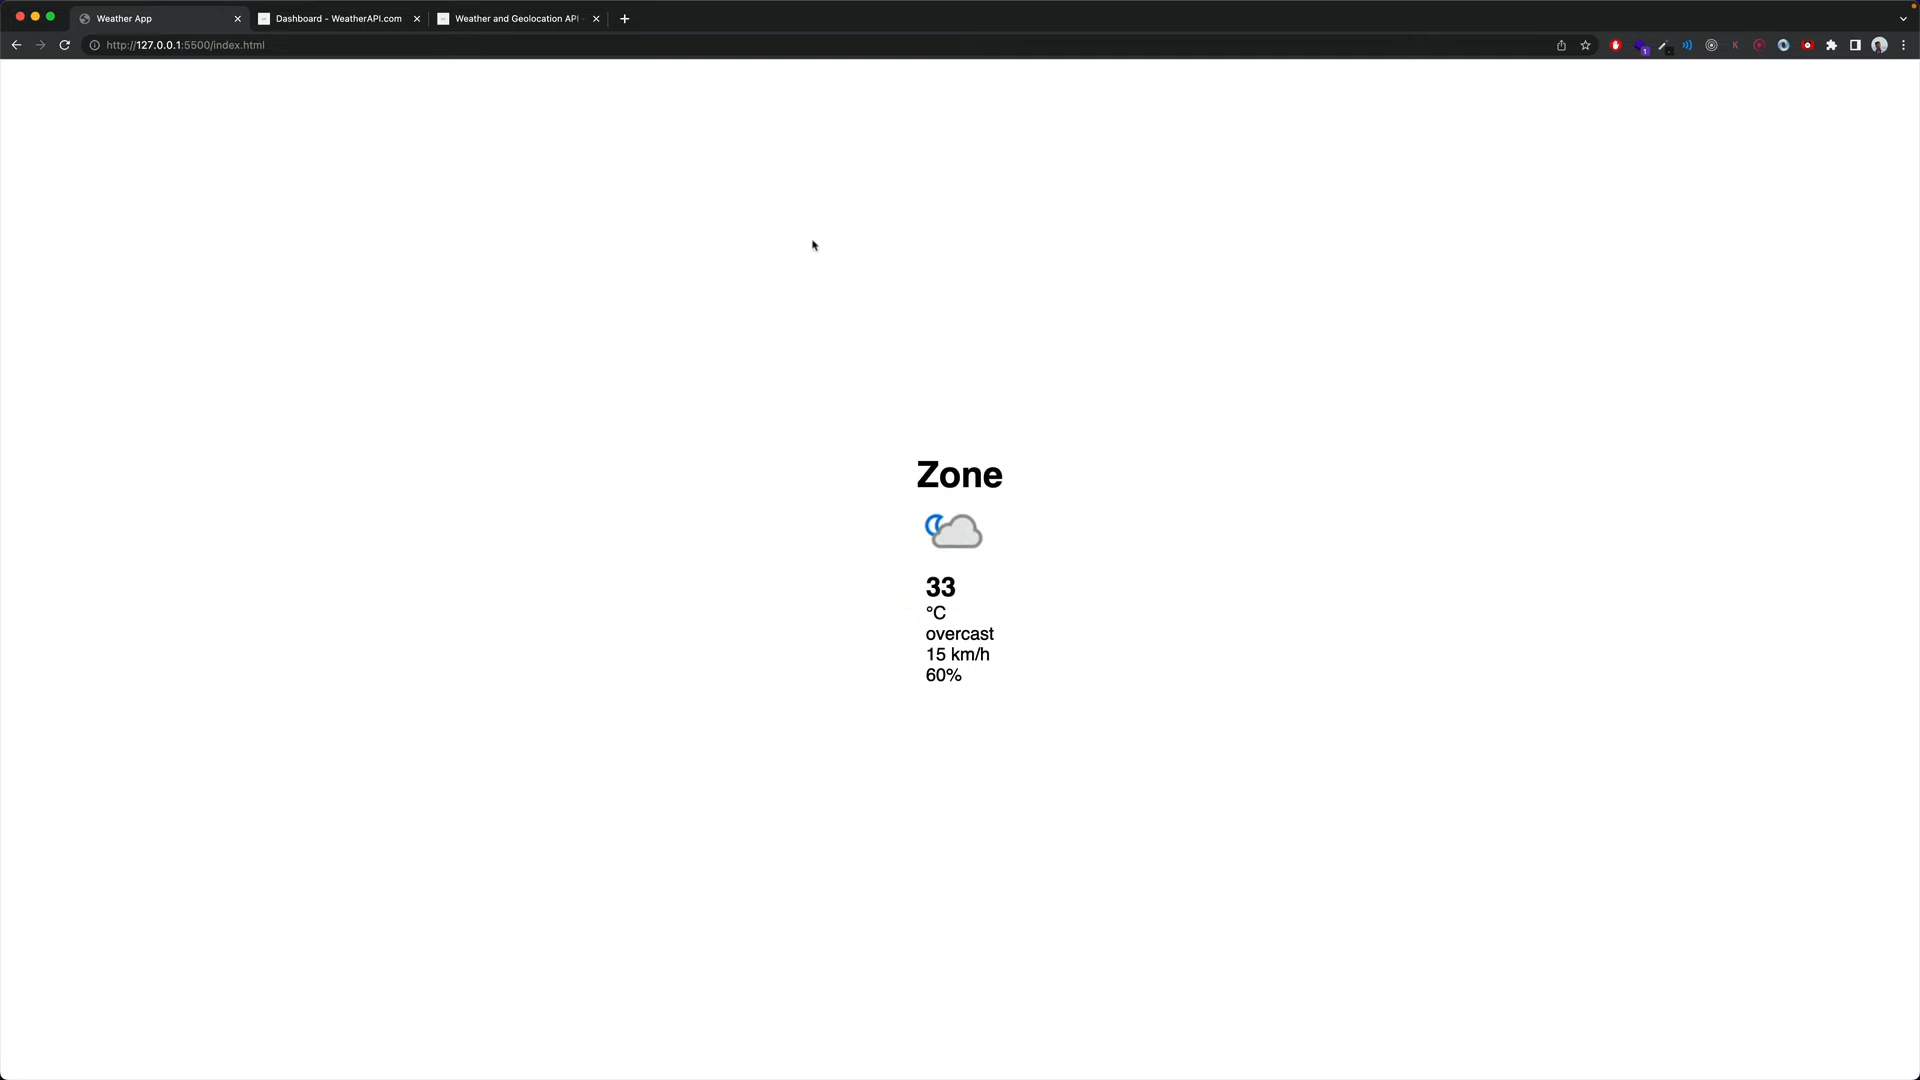 Weather App
Dashboard - WeatherAPI.com
Weather and Geolocation API
http://127.0.0.1:5500/index.html
Zone
33
°C
overcast
15 km/h
60%